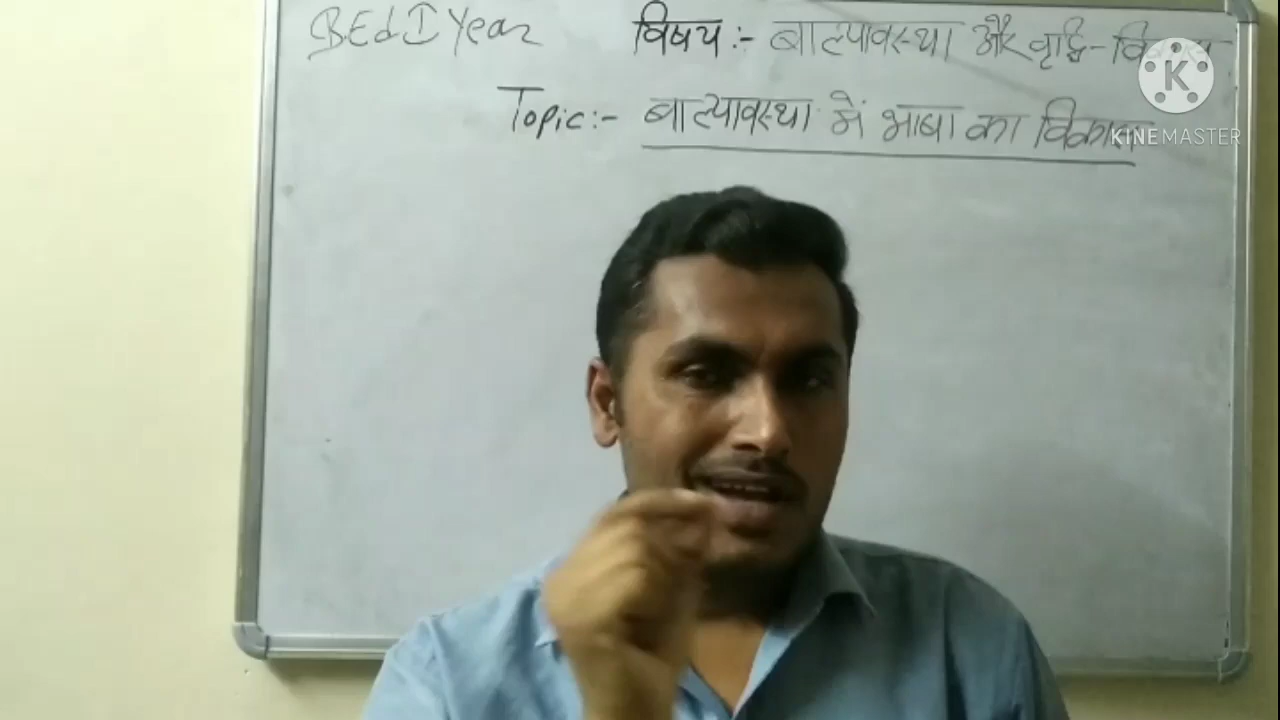 BEd I Year विषय :- बाल्यावस्था और वृद्धि-विकास
Topic :- बाल्यावस्था में भाषा का विकास
K
KINEMASTER